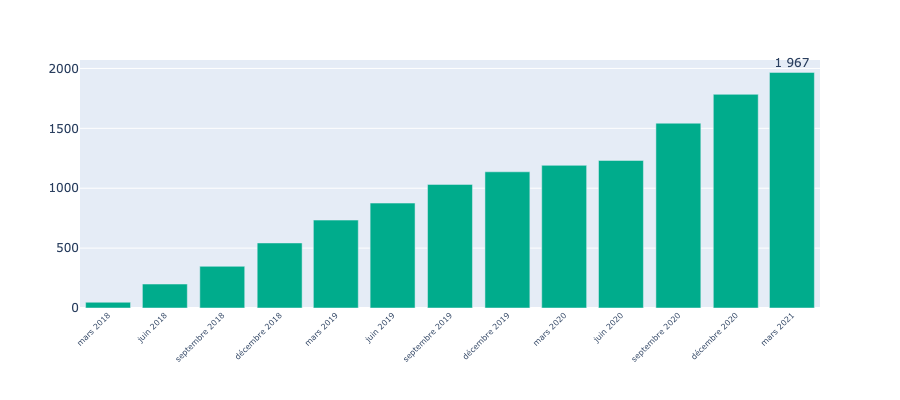 1 967
2000
1500
1000
500
0
mars 2018
juin 2018
septembre 2018
décembre 2018
mars 2019
juin 2019
septembre 2019
décembre 2019
mars 2020
juin 2020
septembre 2020
décembre 2020
mars 2021